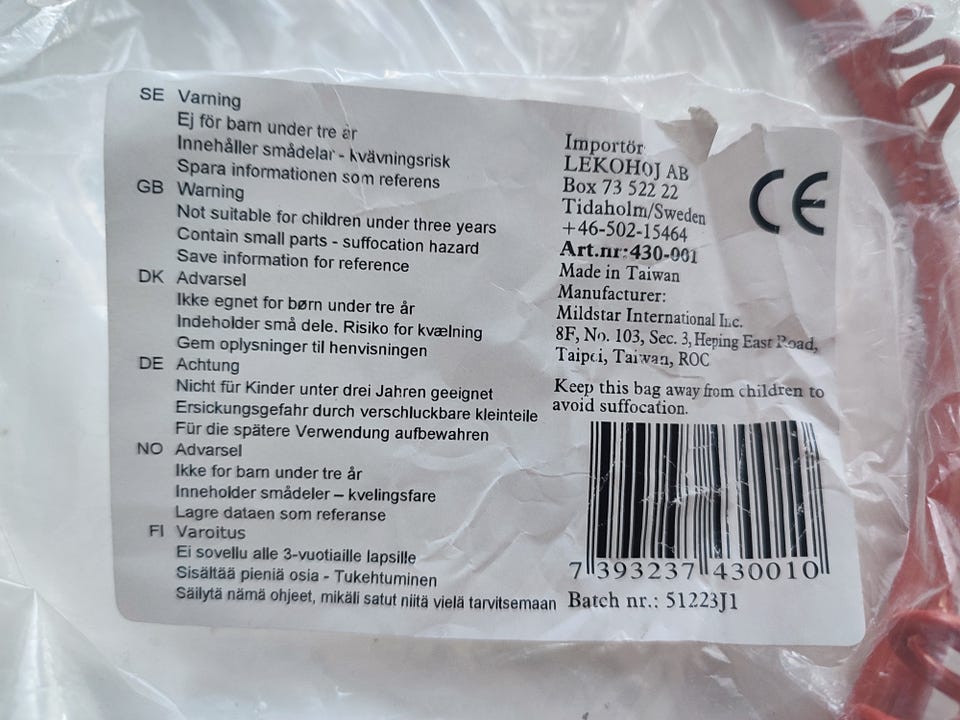 SE Varning
Ej för barn under tre år
Innehåller smådelar - kvävningsrisk
Spara informationen som referens
GB Warning
Not suitable for children under three years
Contain small parts - suffocation hazard
Save information for reference
DK Advarsel
Ikke egnet for børn under tre år
Indeholder små dele. Risiko for kvælning
Gem oplysninger til henvisningen
DE Achtung
Nicht für Kinder unter drei Jahren geeignet
Ersickungsgefahr durch verschluckbare kleinteile
Für die spätere Verwendung aufbewahren
NO Advarsel
Ikke for barn under tre år
Inneholder smådeler – kvelingsfare
Lagre dataen som referanse
FI Varoitus
Ei sovellu alle 3-vuotiaille lapsille
Sisältää pieniä osia - Tukehtuminen
Säilytä nämä ohjeet, mikäli satut niitä vielä tarvitsemaan
Importör
LEKOHOJ AB
Box 73 522 22
Tidaholm/Sweden
+46-502-15464
Art.nr:430-001
Made in Taiwan
Manufacturer:
Mildstar International Inc.
8F, No. 103, Sec. 3, Heping East Road,
Taipei, Taiwan, ROC
CE
Keep this bag away from children to
avoid suffocation.
7 393237 430010
Batch nr.: 51223J1